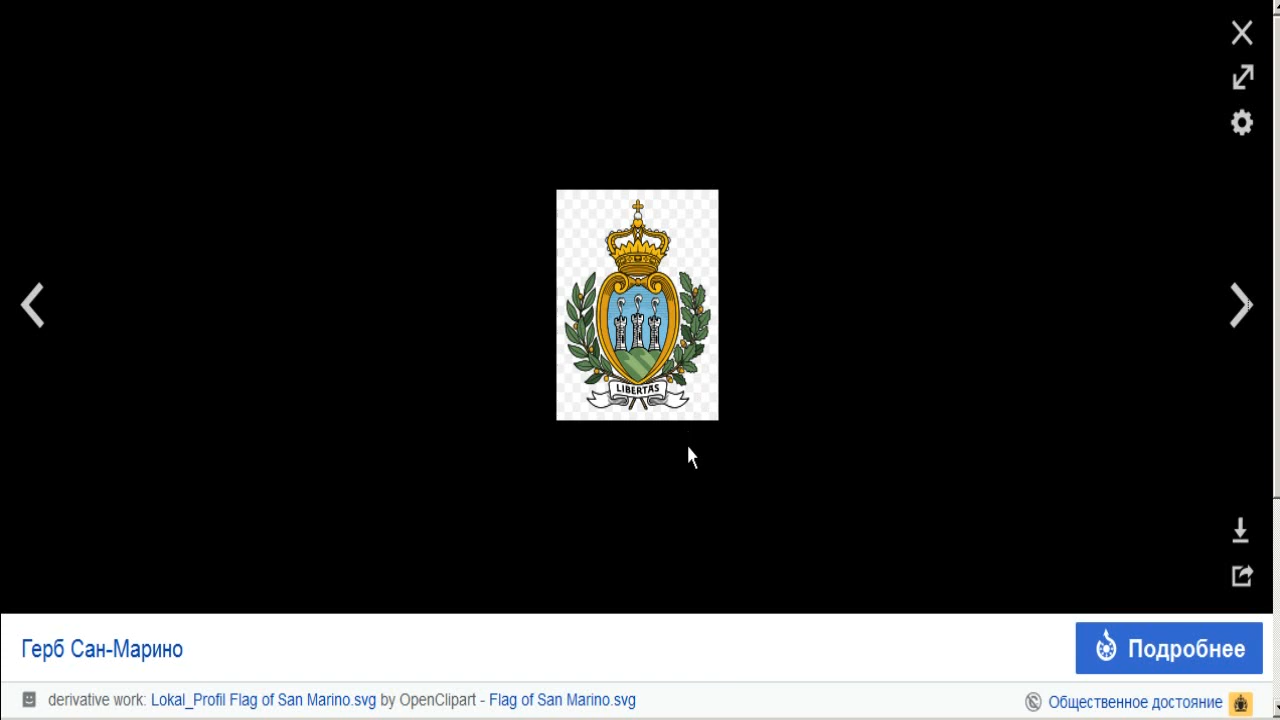 LIBERTAS
Герб Сан-Марино
Подробнее
derivative work: Lokal_Profil Flag of San Marino.svg by OpenClipart - Flag of San Marino.svg
Общественное достояние